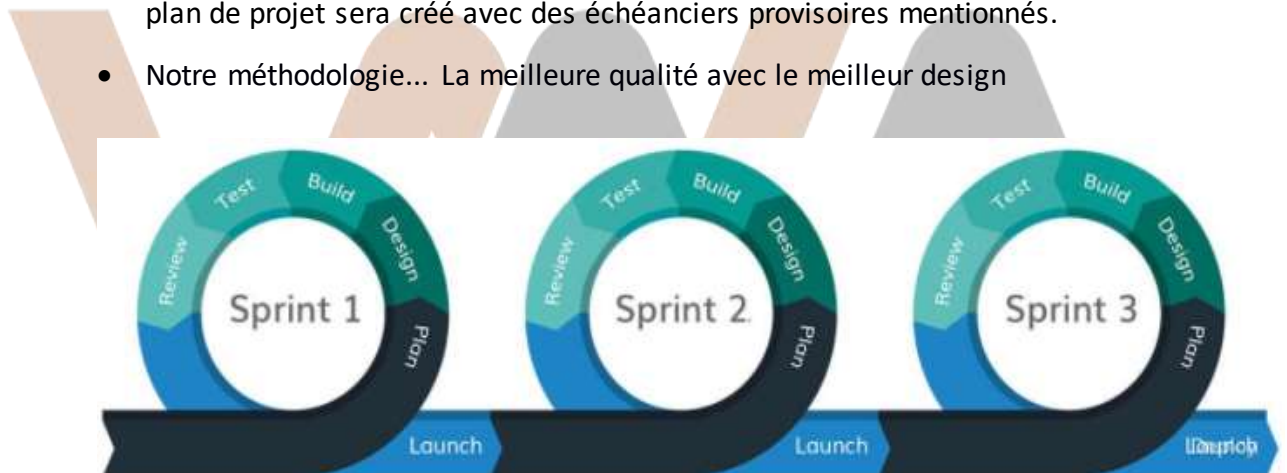 plan de projet sera créé avec des échéanciers provisoires mentionnés.
• Notre méthodologie... La meilleure qualité avec le meilleur design
Review
Test
Build
Design
Plan
Sprint 1
Launch
Review
Test
Build
Design
Plan
Sprint 2
Launch
Review
Test
Build
Design
Plan
Sprint 3